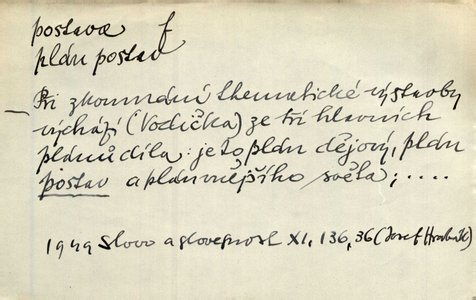 postava f
plán postav
Při zkoumání thematické výstavby
vychází (Vodička) ze tří hlavních
plánů díla: je to plán dějový, plán
postav a plán vnějšího světa; ....
1949 Slovo a slovesnost XI, 136, 36 (Josef Hrabák)